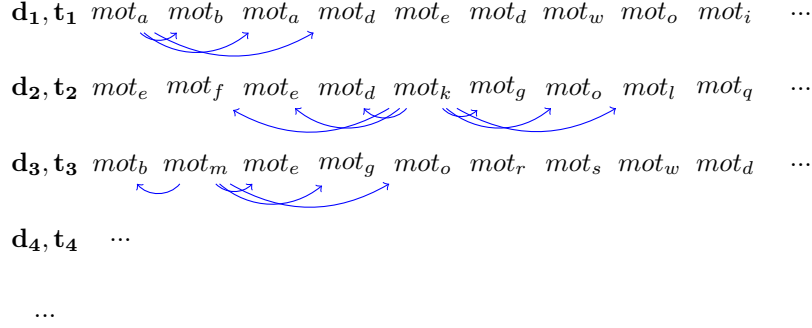 d₁, t₁ mot_a mot_b mot_a mot_d mot_e mot_d mot_w mot_o mot_i ...
d₂, t₂ mot_e mot_f mot_e mot_d mot_k mot_g mot_o mot_l mot_q ...
d₃, t₃ mot_b mot_m mot_e mot_g mot_o mot_r mot_s mot_w mot_d ...
d₄, t₄ ...
...